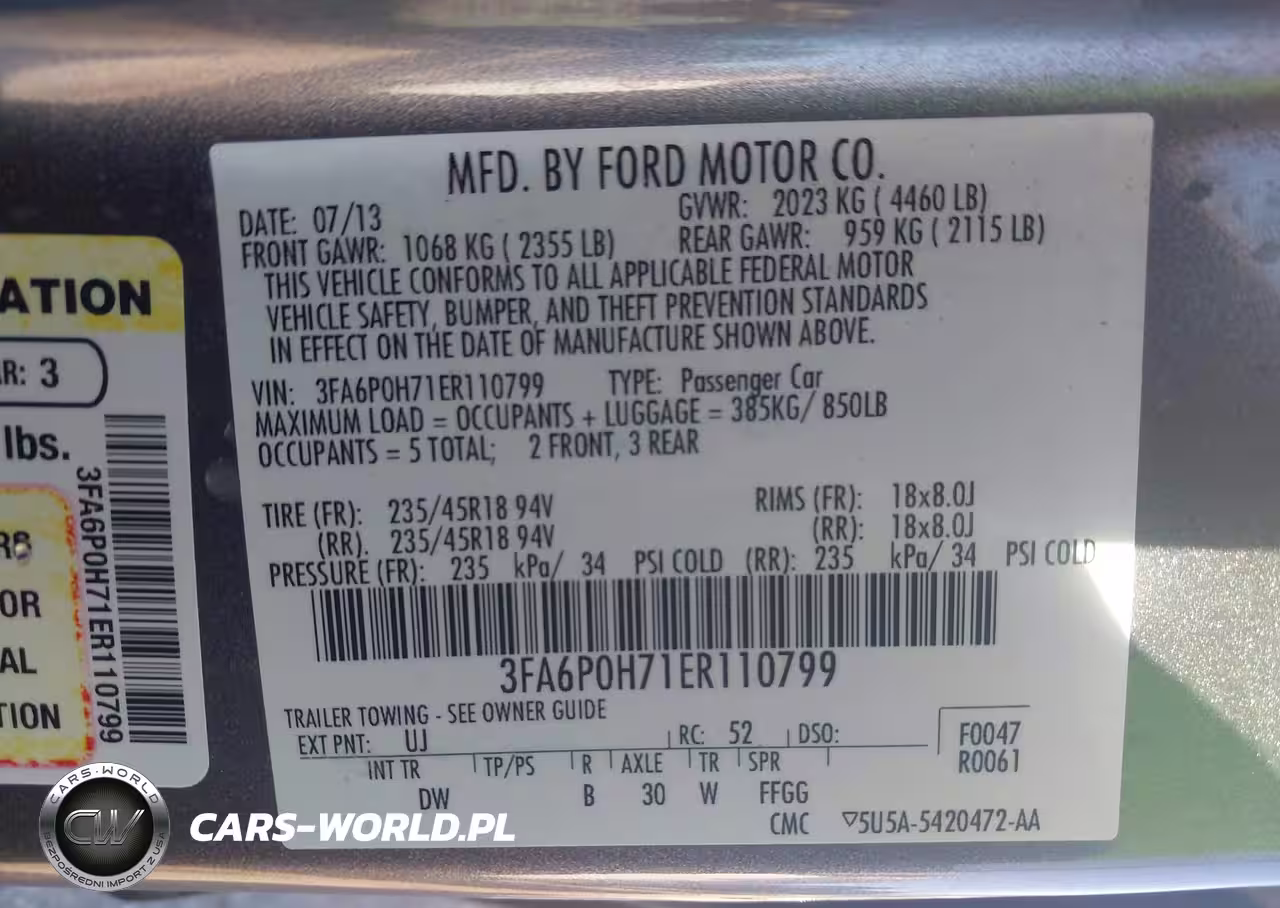 MFD. BY FORD MOTOR CO.
DATE: 07/13 GVWR: 2023 KG ( 4460 LB)
FRONT GAWR: 1068 KG ( 2355 LB) REAR GAWR: 959 KG ( 2115 LB)
THIS VEHICLE CONFORMS TO ALL APPLICABLE FEDERAL MOTOR
VEHICLE SAFETY, BUMPER, AND THEFT PREVENTION STANDARDS
IN EFFECT ON THE DATE OF MANUFACTURE SHOWN ABOVE.
VIN: 3FA6P0H71ER110799 TYPE: Passenger Car
MAXIMUM LOAD = OCCUPANTS + LUGGAGE = 385KG/ 850LB
OCCUPANTS = 5 TOTAL; 2 FRONT, 3 REAR
TIRE (FR): 235/45R18 94V RIMS (FR): 18x8.0J
(RR). 235/45R18 94V (RR): 18x8.0J
PRESSURE (FR): 235 kPa/ 34 PSI COLD (RR): 235 kPa/ 34 PSI COLD
3FA6P0H71ER110799
TRAILER TOWING - SEE OWNER GUIDE
EXT PNT: UJ RC: 52 DSO: F0047
R0061
INT TR TP/PS R AXLE TR SPR
DW B 30 W FFGG
CMC 5U5A-5420472-AA
ATION
R: 3
lbs.
3FA6P0H71ER110799
OR
AL
TION
CARS-WORLD
CW
BEZPOŚREDNI IMPORT Z USA
CARS-WORLD.PL